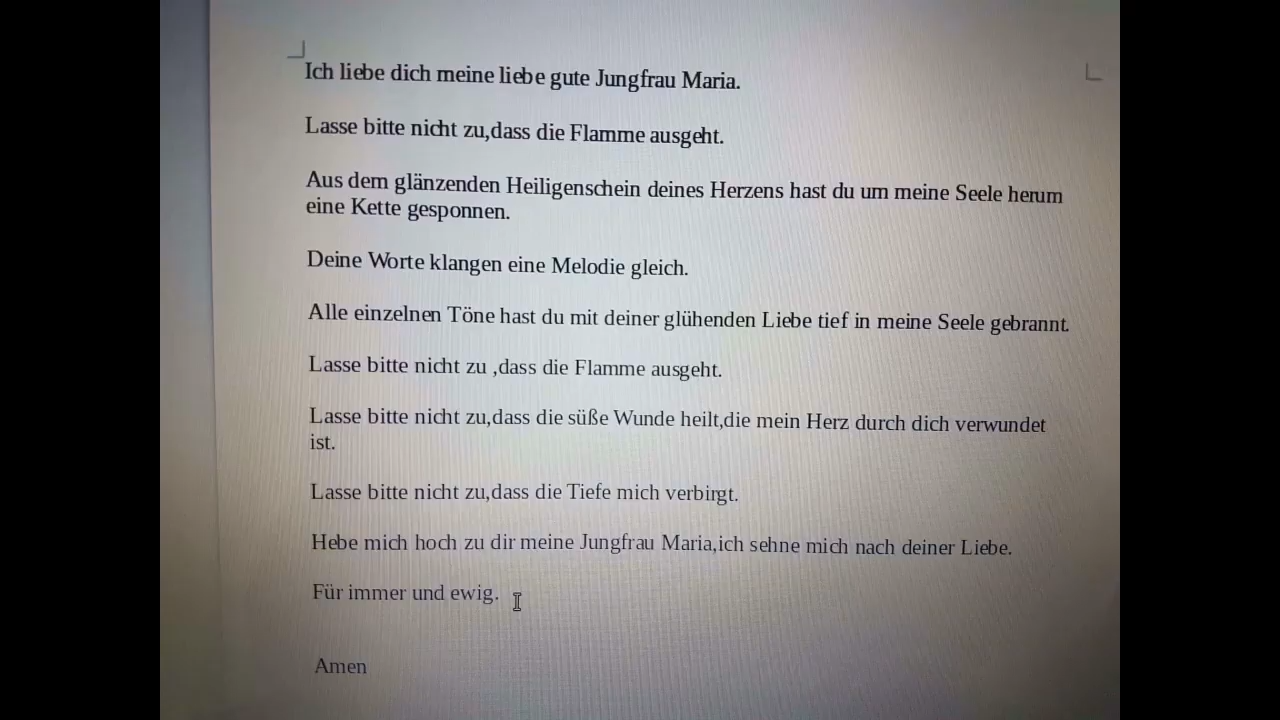 Ich liebe dich meine liebe gute Jungfrau Maria.
Lasse bitte nicht zu,dass die Flamme ausgeht.
Aus dem glänzenden Heiligenschein deines Herzens hast du um meine Seele herum
eine Kette gesponnen.
Deine Worte klangen eine Melodie gleich.
Alle einzelnen Töne hast du mit deiner glühenden Liebe tief in meine Seele gebrannt.
Lasse bitte nicht zu ,dass die Flamme ausgeht.
Lasse bitte nicht zu,dass die süße Wunde heilt,die mein Herz durch dich verwundet
ist.
Lasse bitte nicht zu,dass die Tiefe mich verbirgt.
Hebe mich hoch zu dir meine Jungfrau Maria,ich sehne mich nach deiner Liebe.
Für immer und ewig.
Amen